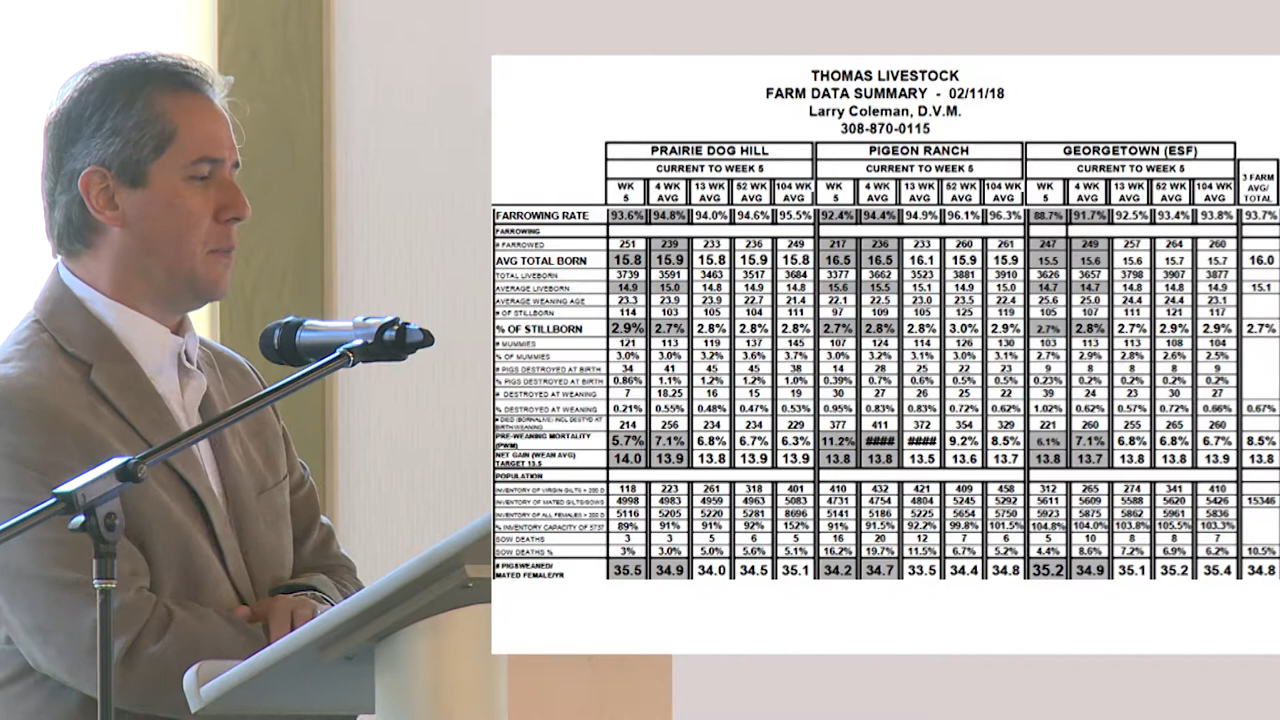 THOMAS LIVESTOCK
FARM DATA SUMMARY - 02/11/18
Larry Coleman, D.V.M.
308-870-0115
PRAIRIE DOG HILL PIGEON RANCH GEORGETOWN (ESF)
CURRENT TO WEEK 5 CURRENT TO WEEK 5 CURRENT TO WEEK 5 3 FARM AVG/ TOTAL
WK 5 4 WK AVG 13 WK AVG 52 WK AVG 104 WK AVG WK 5 4 WK AVG 13 WK AVG 52 WK AVG 104 WK AVG WK 5 4 WK AVG 13 WK AVG 52 WK AVG 104 WK AVG
FARROWING RATE 93.6% 94.8% 94.0% 94.6% 95.5% 92.4% 94.4% 94.9% 96.1% 96.3% 88.7% 91.7% 92.5% 93.4% 93.8% 93.7%
FARROWING
# FARROWED 251 239 233 236 249 217 236 233 260 261 247 249 257 264 260
AVG TOTAL BORN 15.8 15.9 15.8 15.9 15.8 16.5 16.5 16.1 15.9 15.9 15.5 15.6 15.6 15.7 15.7 16.0
TOTAL LIVEBORN 3739 3591 3463 3517 3684 3377 3662 3523 3881 3910 3626 3657 3798 3907 3877
AVERAGE LIVEBORN 14.9 15.0 14.8 14.9 14.8 15.6 15.5 15.1 14.9 15.0 14.7 14.7 14.8 14.8 14.9 15.1
AVERAGE WEANING AGE 23.3 23.9 23.9 22.7 21.4 22.1 22.5 23.0 23.5 22.4 25.6 25.0 24.4 24.4 23.1
# OF STILLBORN 114 103 105 104 111 97 109 105 125 119 105 107 111 121 117
% OF STILLBORN 2.9% 2.7% 2.8% 2.8% 2.8% 2.7% 2.8% 2.8% 3.0% 2.9% 2.7% 2.8% 2.7% 2.9% 2.9% 2.7%
# MUMMIES 121 113 119 137 145 107 124 114 126 130 103 113 113 108 104
% OF MUMMIES 3.0% 3.0% 3.2% 3.6% 3.7% 3.0% 3.2% 3.1% 3.0% 3.1% 2.7% 2.9% 2.8% 2.6% 2.5%
# PIGS DESTROYED AT BIRTH 34 41 45 45 38 14 28 25 22 23 9 8 8 8 9
% PIGS DESTROYED AT BIRTH 0.86% 1.1% 1.2% 1.2% 1.0% 0.39% 0.7% 0.6% 0.5% 0.5% 0.23% 0.2% 0.2% 0.2% 0.2%
# DESTROYED AT WEANING 7 18.25 16 15 19 30 27 26 25 22 39 24 23 30 27
% DESTROYED AT WEANING 0.21% 0.55% 0.48% 0.47% 0.53% 0.95% 0.83% 0.83% 0.72% 0.62% 1.02% 0.62% 0.57% 0.72% 0.66% 0.67%
# DIED (BORNALIVE) INCL DESTYD AT BIRTH/WEANING 214 256 234 234 229 377 411 372 354 329 221 260 255 265 260
PRE-WEANING MORTALITY (PWM) 5.7% 7.1% 6.8% 6.7% 6.3% 11.2% #### #### 9.2% 8.5% 6.1% 7.1% 6.8% 6.8% 6.7% 8.5%
NET GAIN (WEAN AVG) TARGET 13.5 14.0 13.9 13.8 13.9 13.9 13.8 13.8 13.5 13.6 13.7 13.8 13.7 13.8 13.8 13.9 13.8
POPULATION
INVENTORY OF VIRGIN GILTS > 200 D 118 223 261 318 401 410 432 421 409 458 312 265 274 341 410
INVENTORY OF MATED GILTS/SOWS 4998 4983 4959 4963 5083 4731 4754 4804 5245 5292 5611 5609 5588 5620 5426 15346
INVENTORY OF ALL FEMALES > 200 D 5116 5205 5220 5281 8696 5141 5186 5225 5654 5750 5923 5875 5862 5961 5836
% INVENTORY CAPACITY OF 5737 89% 91% 91% 92% 152% 91% 91.5% 92.2% 99.8% 101.5% 104.8% 104.0% 103.8% 105.5% 103.3%
SOW DEATHS 3 3 5 6 5 16 20 12 7 6 5 10 8 8 7
SOW DEATHS % 3% 3.0% 5.0% 5.6% 5.1% 16.2% 19.7% 11.5% 6.7% 5.2% 4.4% 8.6% 7.2% 6.9% 6.2% 10.5%
# PIGSWEANED/ MATED FEMALE/YR 35.5 34.9 34.0 34.5 35.1 34.2 34.7 33.5 34.4 34.8 35.2 34.9 35.1 35.2 35.4 34.8